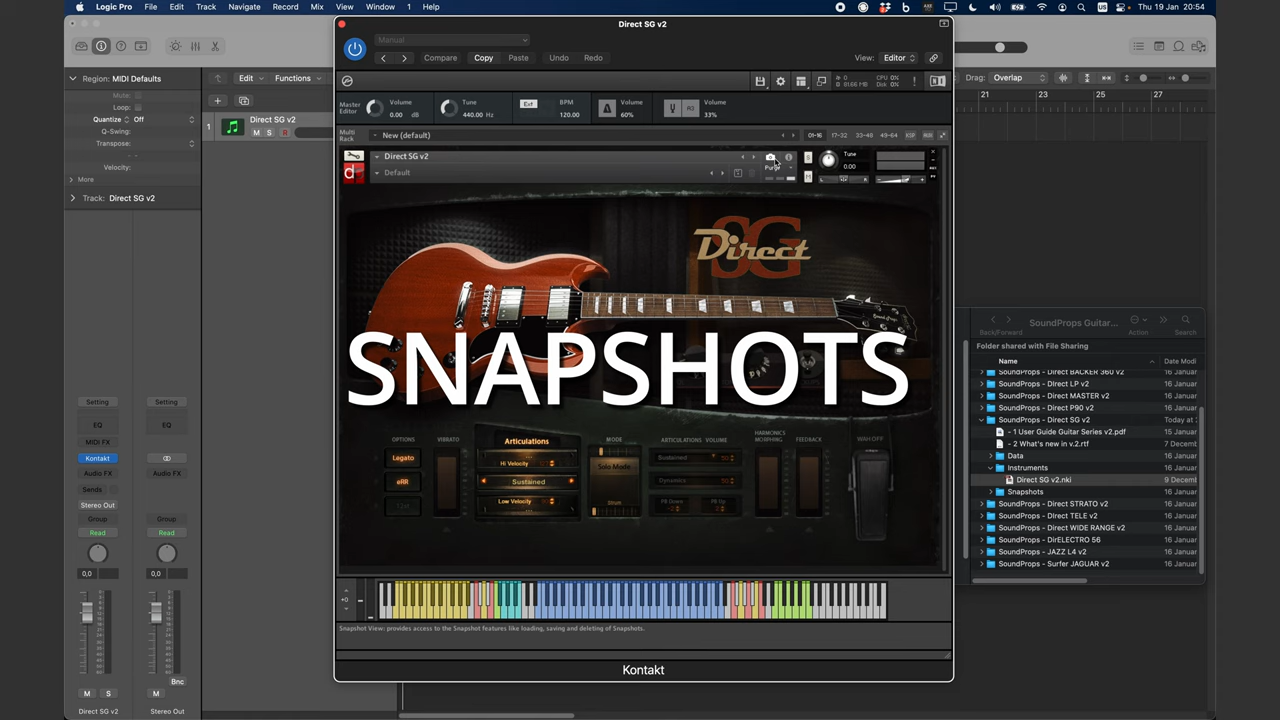 Logic Pro File Edit Track Navigate Record Mix View Window 1 Help
Thu 19 Jan 20:54
Direct SG v2
Manual
Compare Copy Paste Undo Redo
View: Editor
Region: MIDI Defaults
Mute:
Loop:
Quantize Off
Q-Swing:
Transpose:
Velocity:
More
Track: Direct SG v2
Edit Functions
1 Direct SG v2
M S R
Drag: Overlap
21 23 25 27
Master Editor
Volume 0.00 dB
Tune 440.00 Hz
Ext
BPM 120.00
Volume 60%
Volume 33%
Multi Rack
New (default)
01-16 17-32 33-48 49-64 KSP AUX
Direct SG v2
Default
Purge
S
M
Tune
0.00
Direct SG
SNAPSHOTS
OPTIONS
Legato
eRR
VIBRATO
Articulations
Hi Velocity
Sustained
Low Velocity
MODE
Solo Mode
Strum
ARTICULATIONS VOLUME
Sustained
Dynamics
PB Down
PB Up
HARMONICS MORPHING
FEEDBACK
WAH OFF
+0
Snapshot View: provides access to the Snapshot features like loading, saving and deleting of Snapshots.
Kontakt
SoundProps Guitar...
Back/Forward
Action
Search
Folder shared with File Sharing
Name
Date Modi
SoundProps - Direct BACKER 360 v2 16 Januar
SoundProps - Direct LP v2 16 Januar
SoundProps - Direct MASTER v2 16 Januar
SoundProps - Direct P90 v2 16 Januar
SoundProps - Direct SG v2 Today at
- 1 User Guide Guitar Series v2.pdf 15 Januar
- 2 What's new in v.2.rtf 7 Decemt
Data 16 Januar
Instruments 16 Januar
Direct SG v2.nki 9 Decemt
Snapshots 16 Januar
SoundProps - Direct STRATO v2 16 Januar
SoundProps - Direct TELE v2 16 Januar
SoundProps - Direct WIDE RANGE v2 16 Januar
SoundProps - DirELECTRO 56 16 Januar
SoundProps - JAZZ L4 v2 16 Januar
SoundProps - Surfer JAGUAR v2 16 Januar
Setting Setting
EQ EQ
MIDI FX
Kontakt
Audio FX Audio FX
Sends
Stereo Out
Group Group
Read Read
0,0 0,0
Bnc
M S M
Direct SG v2 Stereo Out